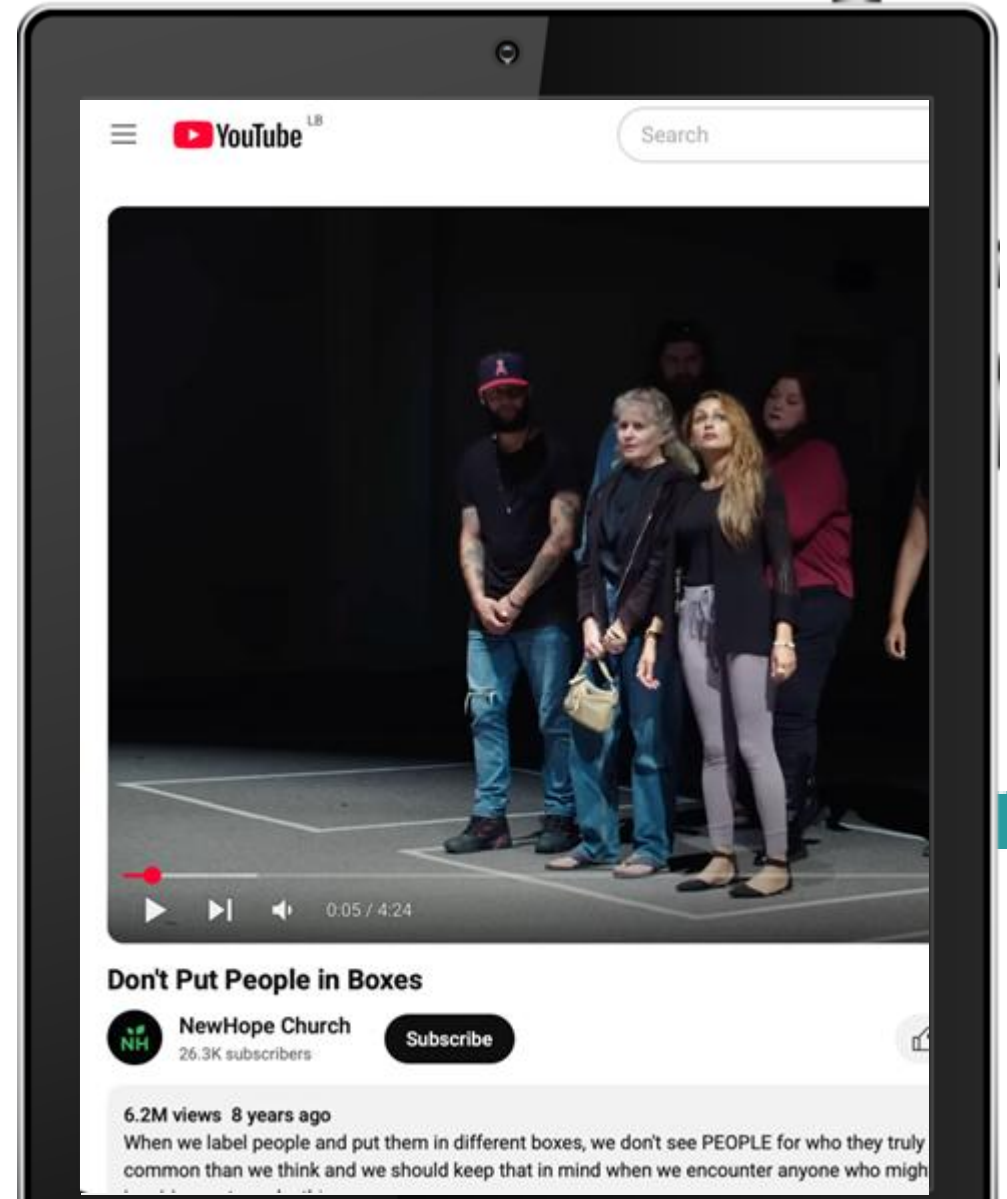 YouTube LB
Search
A
0:05 / 4:24
Don't Put People in Boxes
NH
NewHope Church
26.3K subscribers
Subscribe
6.2M views 8 years ago
When we label people and put them in different boxes, we don't see PEOPLE for who they truly
common than we think and we should keep that in mind when we encounter anyone who migh